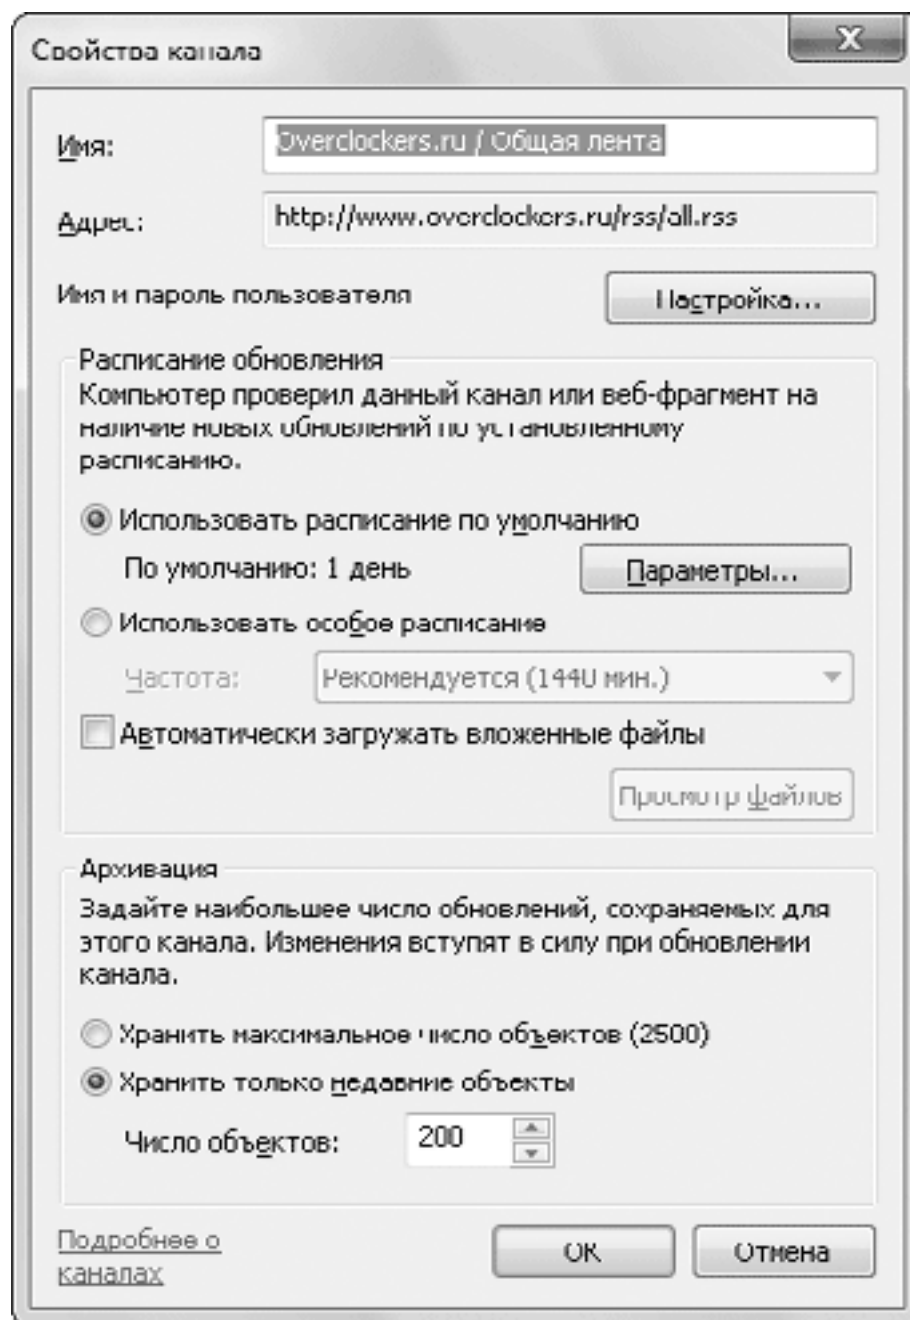 Свойства канала
Имя:
Overclockers.ru / Общая лента
Адрес:
http://www.overclockers.ru/rss/all.rss
Имя и пароль пользователя
Настройка...
Расписание обновления
Компьютер проверил данный канал или веб-фрагмент на
наличие новых обновлений по установленному
расписанию.
Использовать расписание по умолчанию
По умолчанию: 1 день
Параметры...
Использовать особое расписание
Частота:
Рекомендуется (1440 мин.)
Автоматически загружать вложенные файлы
Просмотр файлов
Архивация
Задайте наибольшее число обновлений, сохраняемых для
этого канала. Изменения вступят в силу при обновлении
канала.
Хранить максимальное число объектов (2500)
Хранить только недавние объекты
Число объектов:
200
Подробнее о
каналах
ОК
Отмена